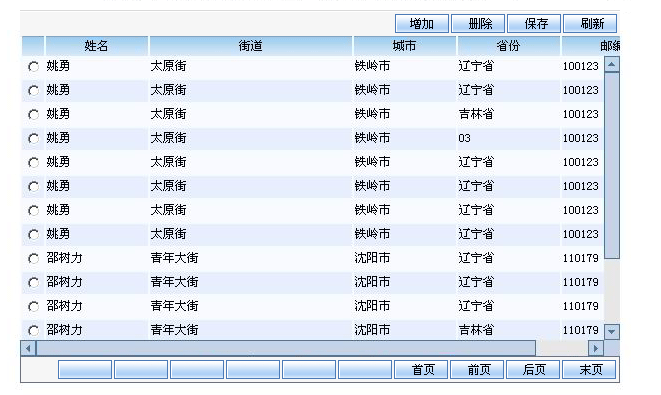 增加 删除 保存 刷新
姓名 街道 城市 省份
姚勇 太原街 铁岭市 辽宁省 100123
姚勇 太原街 铁岭市 辽宁省 100123
姚勇 太原街 铁岭市 吉林省 100123
姚勇 太原街 铁岭市 03 100123
姚勇 太原街 铁岭市 辽宁省 100123
姚勇 太原街 铁岭市 辽宁省 100123
姚勇 太原街 铁岭市 辽宁省 100123
姚勇 太原街 铁岭市 辽宁省 100123
邵树力 青年大街 沈阳市 辽宁省 110179
邵树力 青年大街 沈阳市 辽宁省 110179
邵树力 青年大街 沈阳市 辽宁省 110179
邵树力 青年大街 沈阳市 吉林省 110179
首页 前页 后页 末页